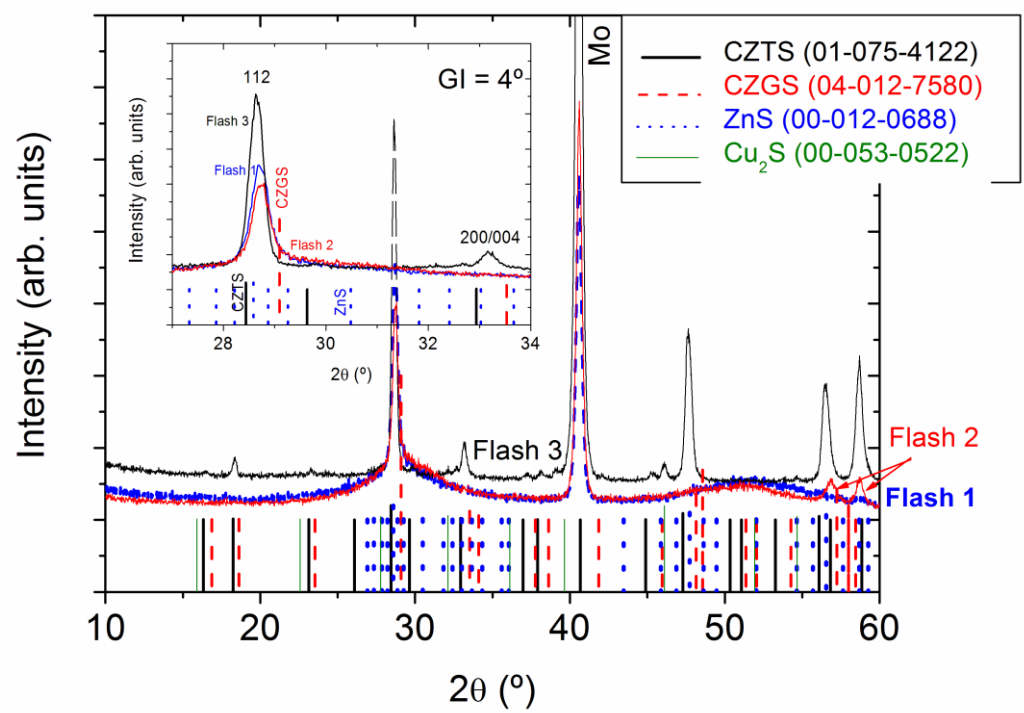 CZTS (01-075-4122)
CZGS (04-012-7580)
ZnS (00-012-0688)
Cu2S (00-053-0522)
Mo
GI = 4º
112
Flash 3
Flash 1
CZGS
Flash 2
200/004
CZTS
ZnS
Intensity (arb. units)
28 30 32 34
2θ (º)
Flash 3
Flash 2
Flash 1
Intensity (arb. units)
10 20 30 40 50 60
2θ (º)